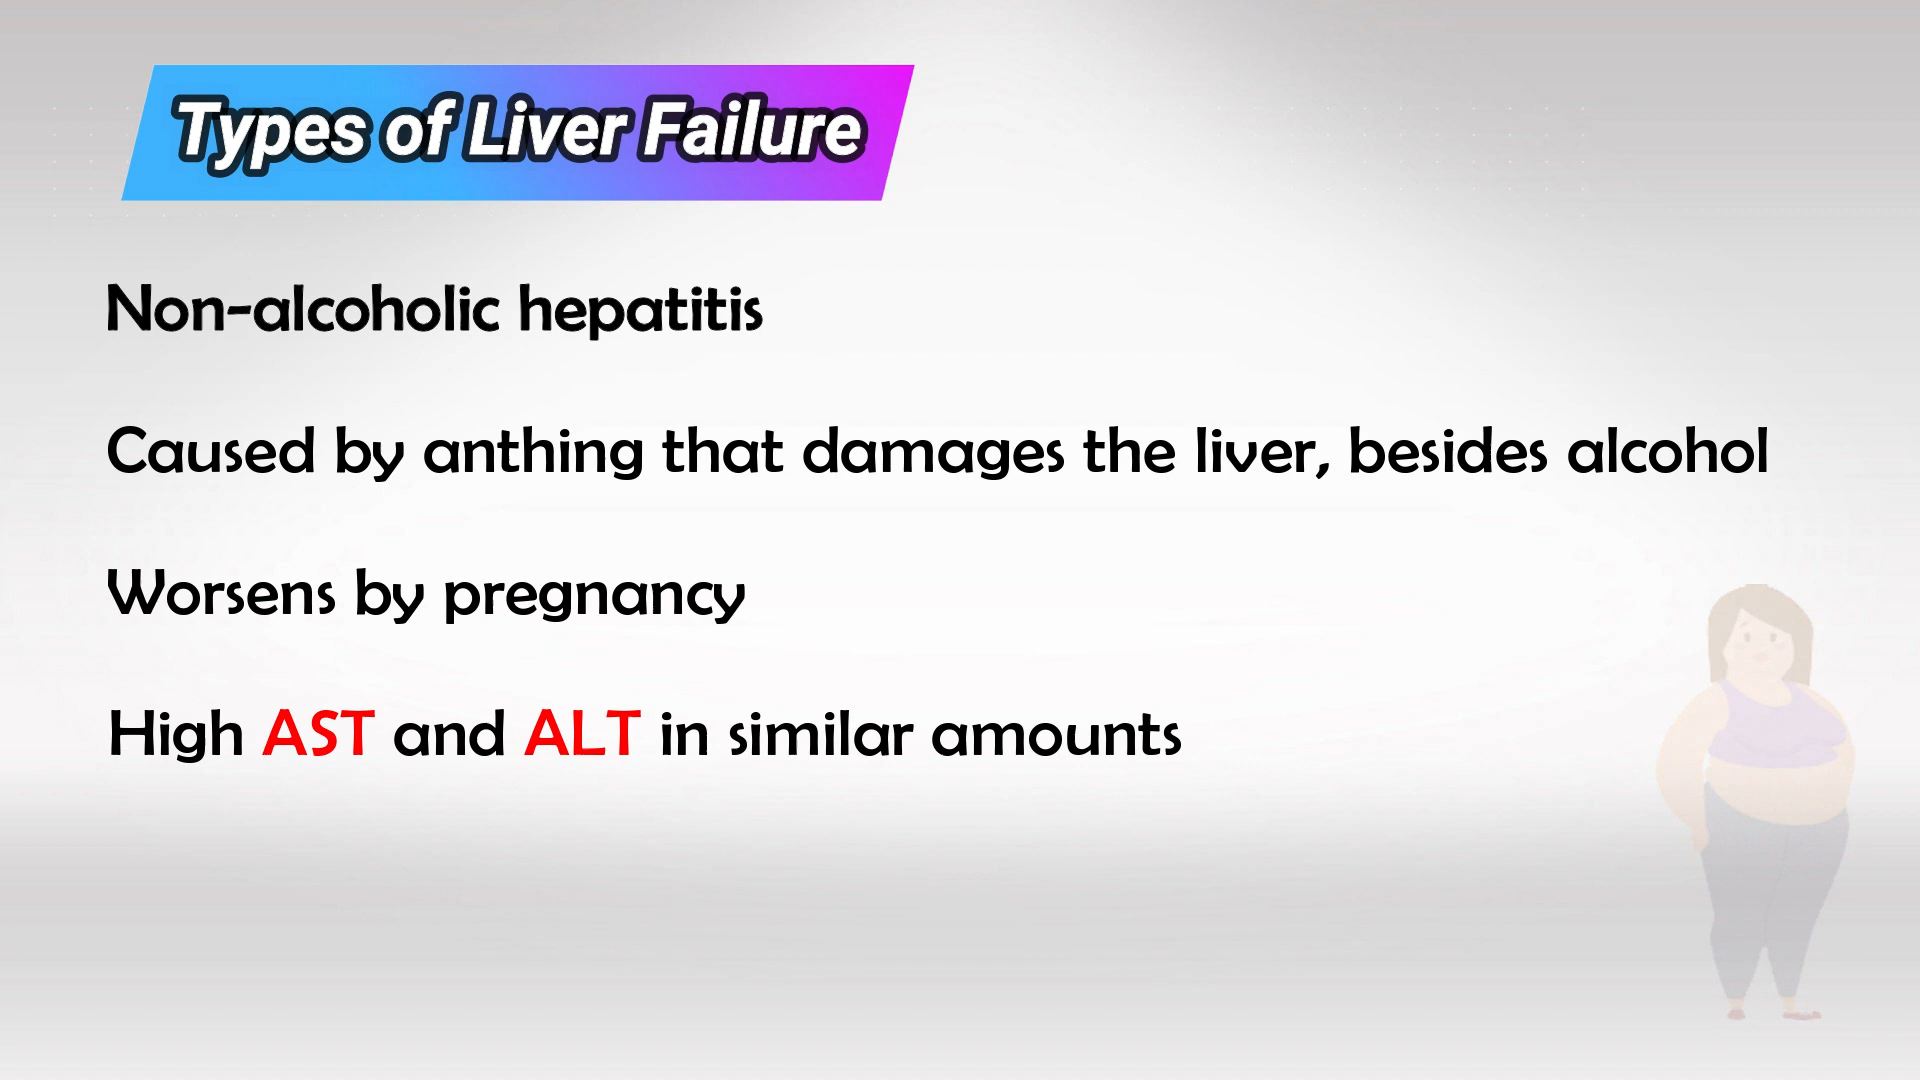 Types of Liver Failure
Non-alcoholic hepatitis
Caused by anthing that damages the liver, besides alcohol
Worsens by pregnancy
High AST and ALT in similar amounts